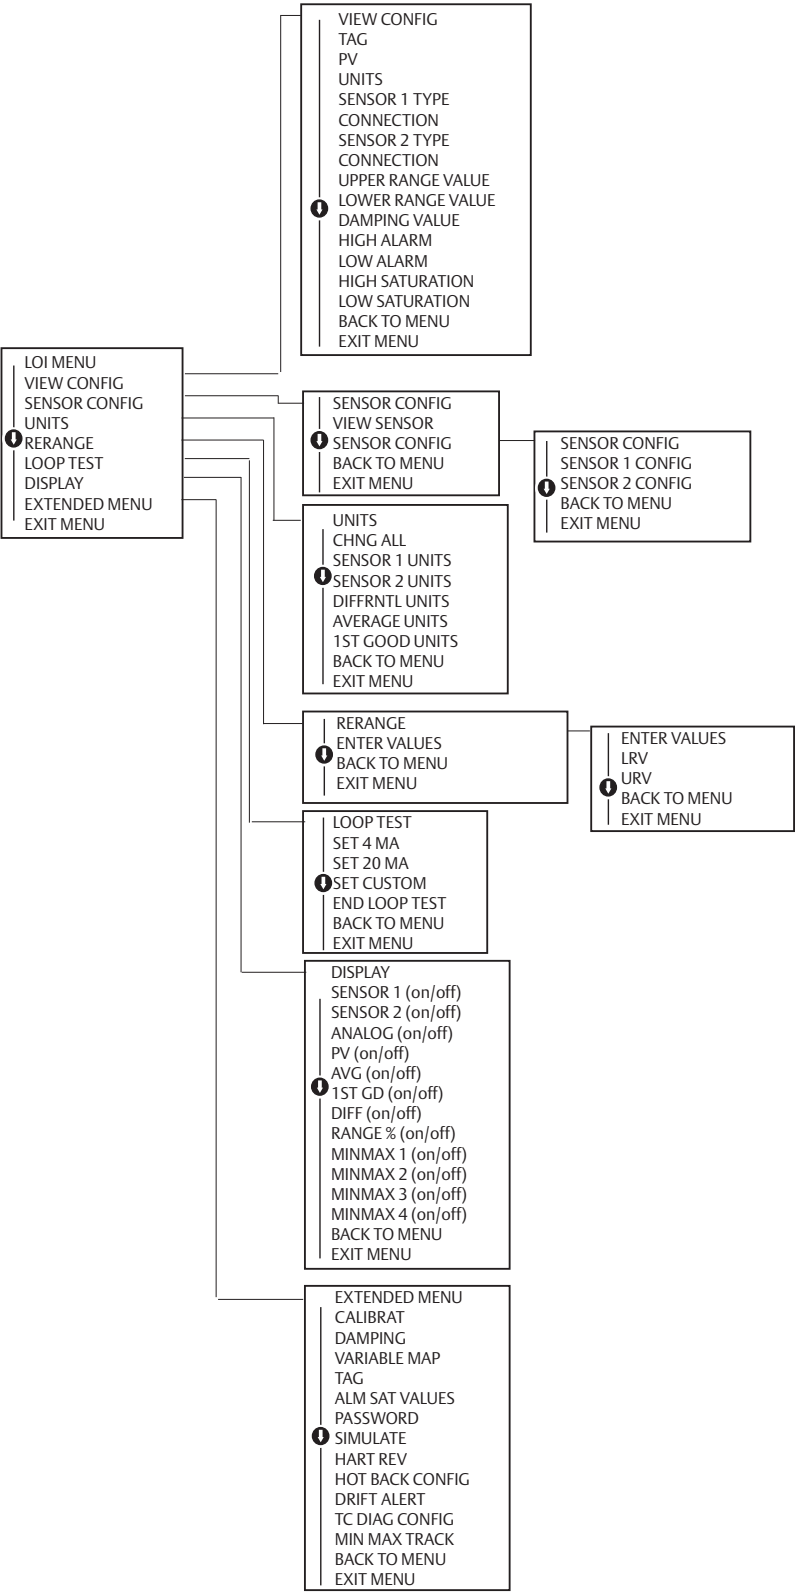 VIEW CONFIG
TAG
PV
UNITS
SENSOR 1 TYPE
CONNECTION
SENSOR 2 TYPE
CONNECTION
UPPER RANGE VALUE
LOWER RANGE VALUE
DAMPING VALUE
HIGH ALARM
LOW ALARM
HIGH SATURATION
LOW SATURATION
BACK TO MENU
EXIT MENU
LOI MENU
VIEW CONFIG
SENSOR CONFIG
UNITS
RERANGE
LOOP TEST
DISPLAY
EXTENDED MENU
EXIT MENU
SENSOR CONFIG
VIEW SENSOR
SENSOR CONFIG
BACK TO MENU
EXIT MENU
SENSOR CONFIG
SENSOR 1 CONFIG
SENSOR 2 CONFIG
BACK TO MENU
EXIT MENU
UNITS
CHNG ALL
SENSOR 1 UNITS
SENSOR 2 UNITS
DIFFRNTL UNITS
AVERAGE UNITS
1ST GOOD UNITS
BACK TO MENU
EXIT MENU
RERANGE
ENTER VALUES
BACK TO MENU
EXIT MENU
ENTER VALUES
LRV
URV
BACK TO MENU
EXIT MENU
LOOP TEST
SET 4 MA
SET 20 MA
SET CUSTOM
END LOOP TEST
BACK TO MENU
EXIT MENU
DISPLAY
SENSOR 1 (on/off)
SENSOR 2 (on/off)
ANALOG (on/off)
PV (on/off)
AVG (on/off)
1ST GD (on/off)
DIFF (on/off)
RANGE % (on/off)
MINMAX 1 (on/off)
MINMAX 2 (on/off)
MINMAX 3 (on/off)
MINMAX 4 (on/off)
BACK TO MENU
EXIT MENU
EXTENDED MENU
CALIBRAT
DAMPING
VARIABLE MAP
TAG
ALM SAT VALUES
PASSWORD
SIMULATE
HART REV
HOT BACK CONFIG
DRIFT ALERT
TC DIAG CONFIG
MIN MAX TRACK
BACK TO MENU
EXIT MENU